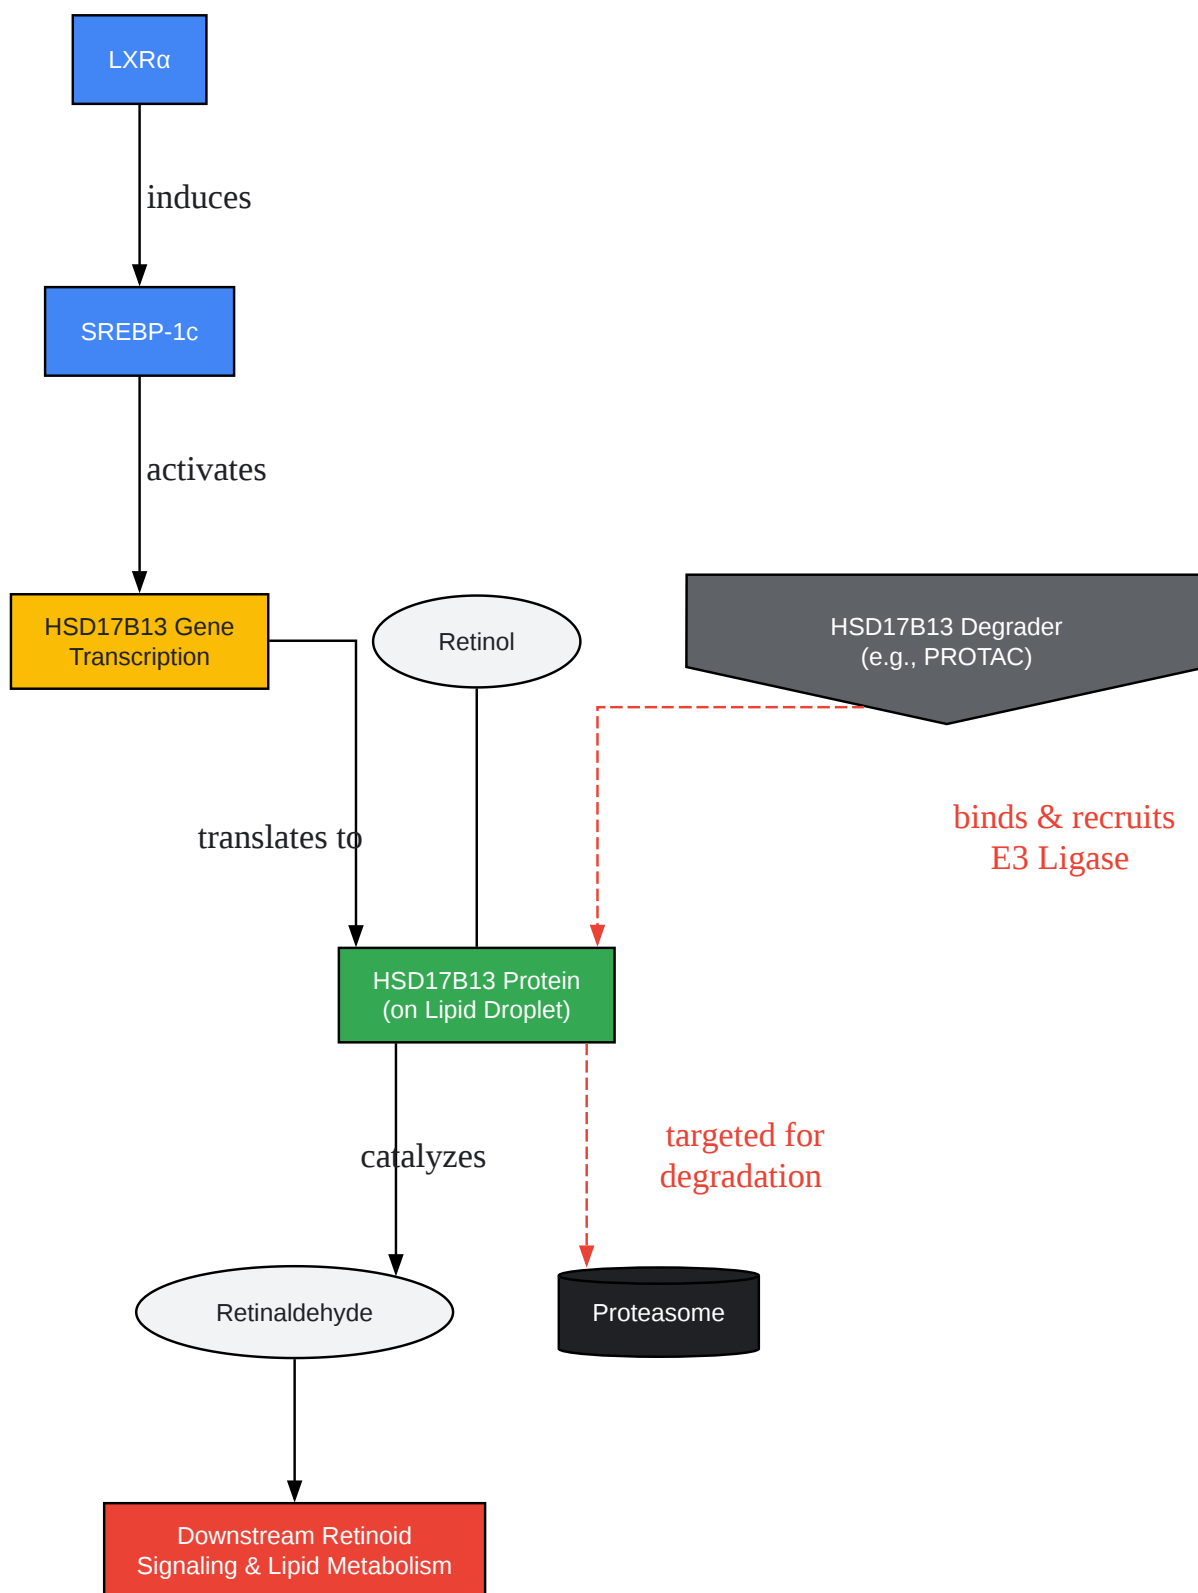 LXRα
induces
SREBP-1c
activates
HSD17B13 Gene
Transcription
Retinol
HSD17B13 Degrader
(e.g., PROTAC)
translates to
binds & recruits
E3 Ligase
HSD17B13 Protein
(on Lipid Droplet)
catalyzes
targeted for
degradation
Retinaldehyde
Proteasome
Downstream Retinoid
Signaling & Lipid Metabolism